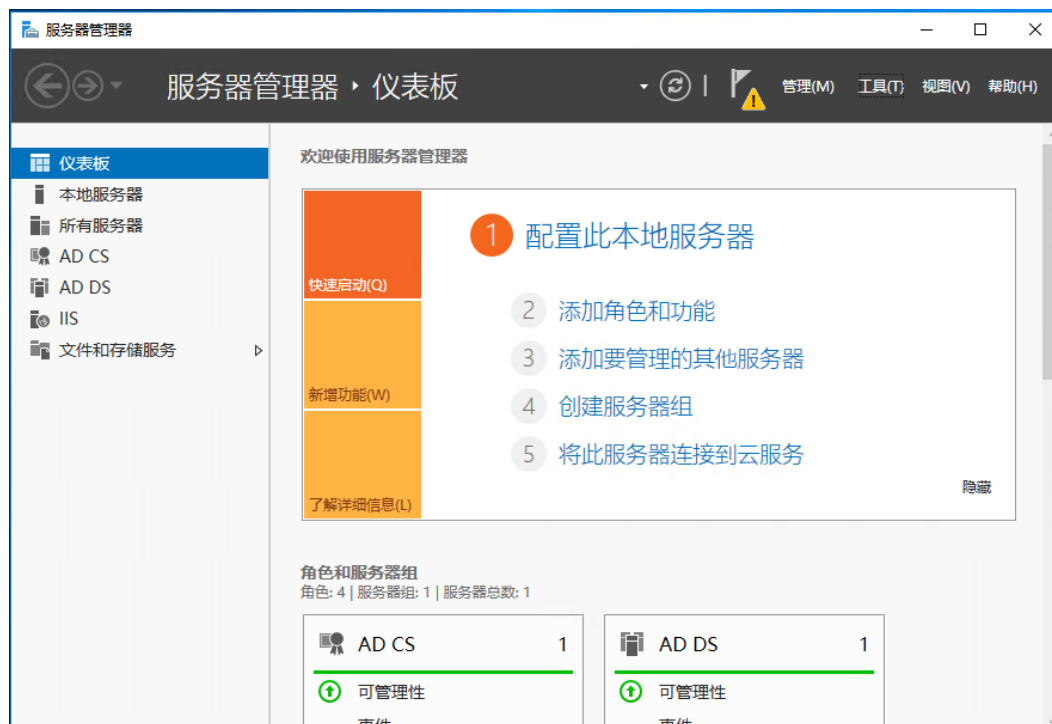 服务器管理器
服务器管理器 ‣ 仪表板
管理(M) 工具(T) 视图(V) 帮助(H)
仪表板
本地服务器
所有服务器
AD CS
AD DS
IIS
文件和存储服务
欢迎使用服务器管理器
快速启动(Q)
新增功能(W)
了解详细信息(L)
1 配置此本地服务器
2 添加角色和功能
3 添加要管理的其他服务器
4 创建服务器组
5 将此服务器连接到云服务
隐藏
角色和服务器组
角色: 4 | 服务器组: 1 | 服务器总数: 1
AD CS 1
可管理性
事件
AD DS 1
可管理性
事件